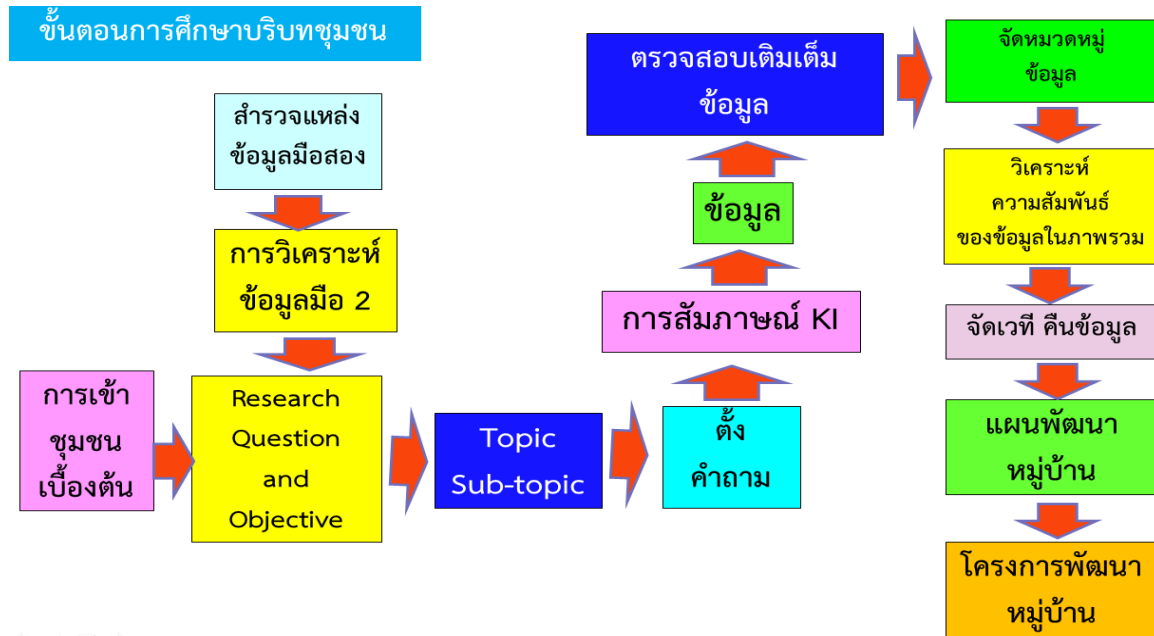 ขั้นตอนการศึกษาบริบทชุมชน
สำรวจแหล่ง
ข้อมูลมือสอง
การวิเคราะห์
ข้อมูลมือ 2
การเข้า
ชุมชน
เบื้องต้น
Research
Question
and
Objective
Topic
Sub-topic
ตั้ง
คำถาม
การสัมภาษณ์ KI
ข้อมูล
ตรวจสอบเติมเต็ม
ข้อมูล
จัดหมวดหมู่
ข้อมูล
วิเคราะห์
ความสัมพันธ์
ของข้อมูลในภาพรวม
จัดเวที คืนข้อมูล
แผนพัฒนา
หมู่บ้าน
โครงการพัฒนา
หมู่บ้าน